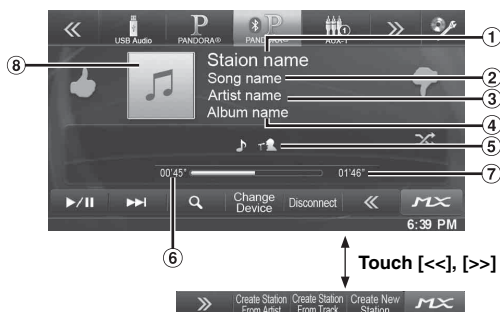 USB Audio PANDORA® PANDORA® AUX-1
①
Staion name
⑧
Song name ②
Artist name ③
Album name ④
⑤
00'45" 01'46" ⑦
Change Device Disconnect MX
6:39 PM
⑥
Touch [<<], [>>]
Create Station From Artist Create Station From Track Create New Station MX